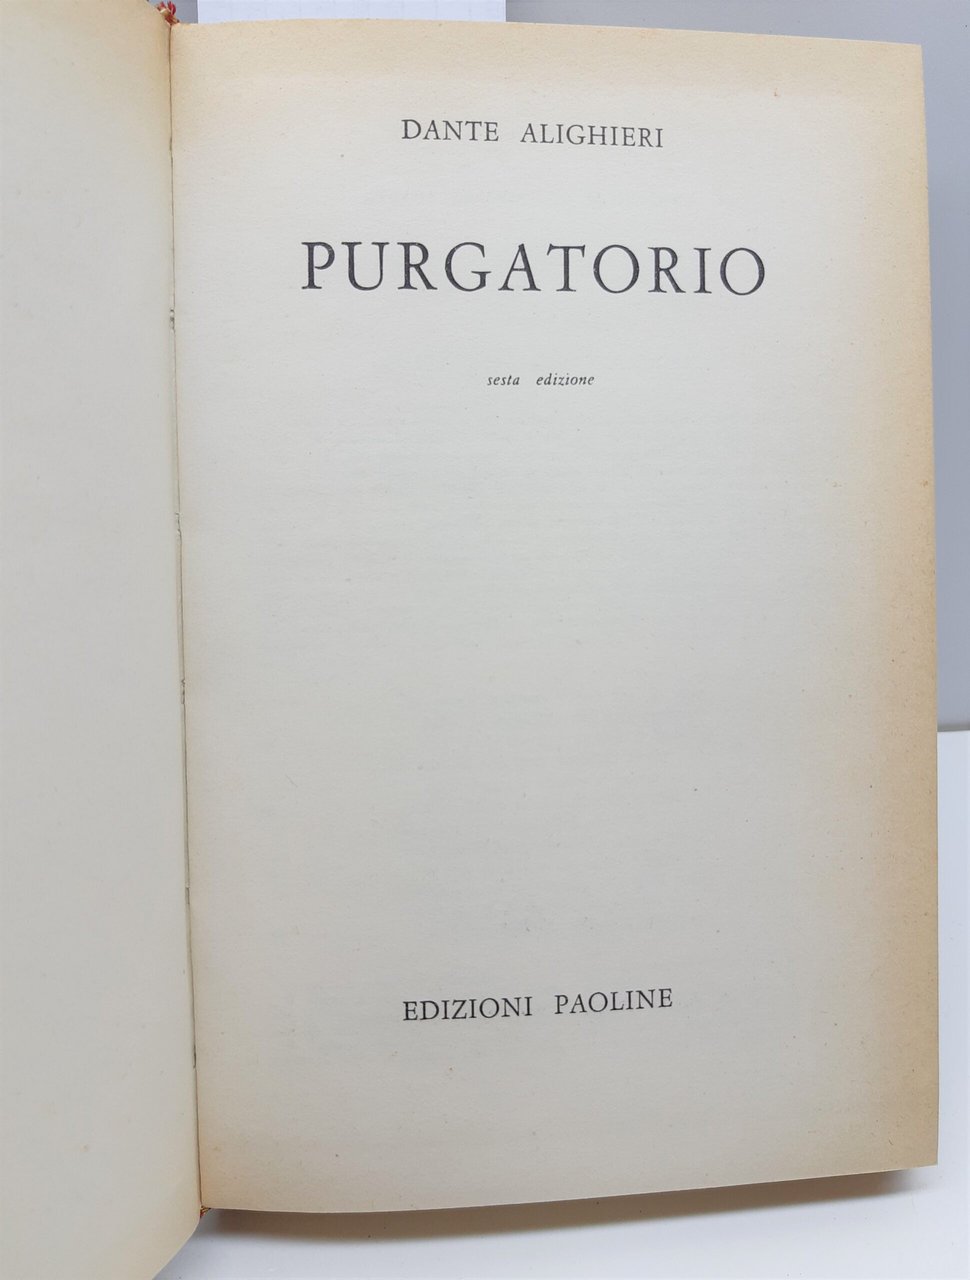 DANTE ALIGHIERI
PURGATORIO
sesta edizione
EDIZIONI PAOLINE